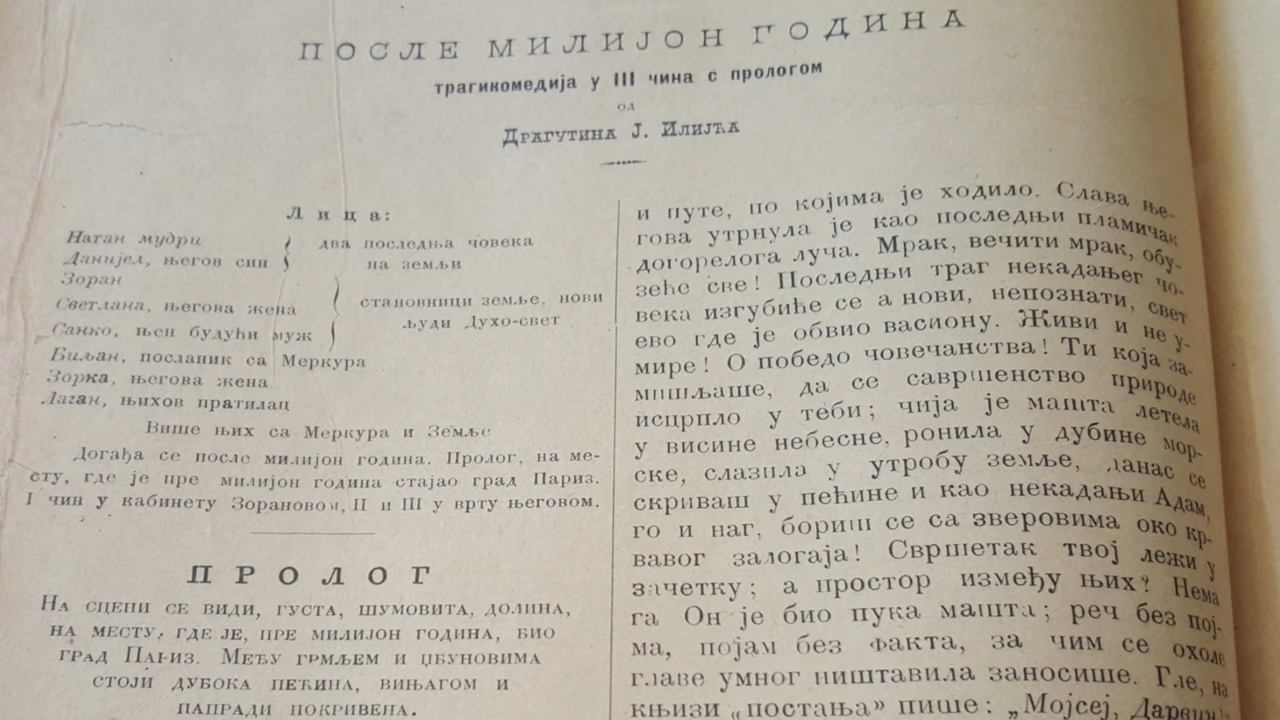 ПОСЛЕ МИЛИЈОН ГОДИНА
трагикомедија у III чина с прологом
од
Драгутина Ј. Илијћа
Лица:
Натан мудри
Данијел, његов син
два последња човека
на земљи
Зоран
Светлана, његова жена
Санко, њен будући муж
становници земље, нови
људи Духо-свет
Биљан, посланик са Меркура
Зорка, његова жена
Лаган, њихов пратилац
Више њих са Меркура и Земље
Догађа се после милијон година. Пролог, на ме-
сту, где је пре милијон година стајао град Париз.
I чин у кабинету Зорановом, II и III у врту његовом.
ПРОЛОГ
На сцени се види, густа, шумовита, долина,
на месту, где је, пре милијон година, био
град Париз. Међу грмљем и џбуновима
стоји дубока пећина, вињагом и
папради покривена.
и путе, по којима је ходило. Слава ње-
гова утрнула је као последњи пламичак
догорелога луча. Мрак, вечити мрак, обу-
зеће све! Последњи траг некадањег чо-
века изгубиће се а нови, непознати, свет
ево где је обвио васиону. Живи и не у-
мире! О победо човечанства! Ти која за-
мишљаше, да се савршенство природе
исцрпло у теби; чија је машта летела
у висине небесне, ронила у дубине мор-
ске, слазила у утробу земље, данас се
скриваш у пећине и као некадањи Адам,
го и наг, бориш се са зверовима око кр-
вавог залогаја! Свршетак твој лежи у
зачетку; а простор између њих? Нема
га Он је био пука машта; реч без пој-
ма, појам без факта, за чим се охоле
главе умног ништавила заносише. Гле, на
књизи „постања» пише: „Мојсеј, Дарвин